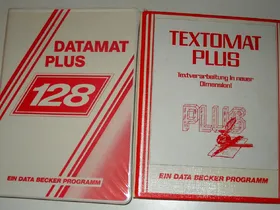 DATAMAT
PLUS
128
EIN DATA BECKER PROGRAMM
TEXTOMAT
PLUS
Textverarbeitung in neuer
Dimension!
PLUS
EIN DATA BECKER PROGRAMM